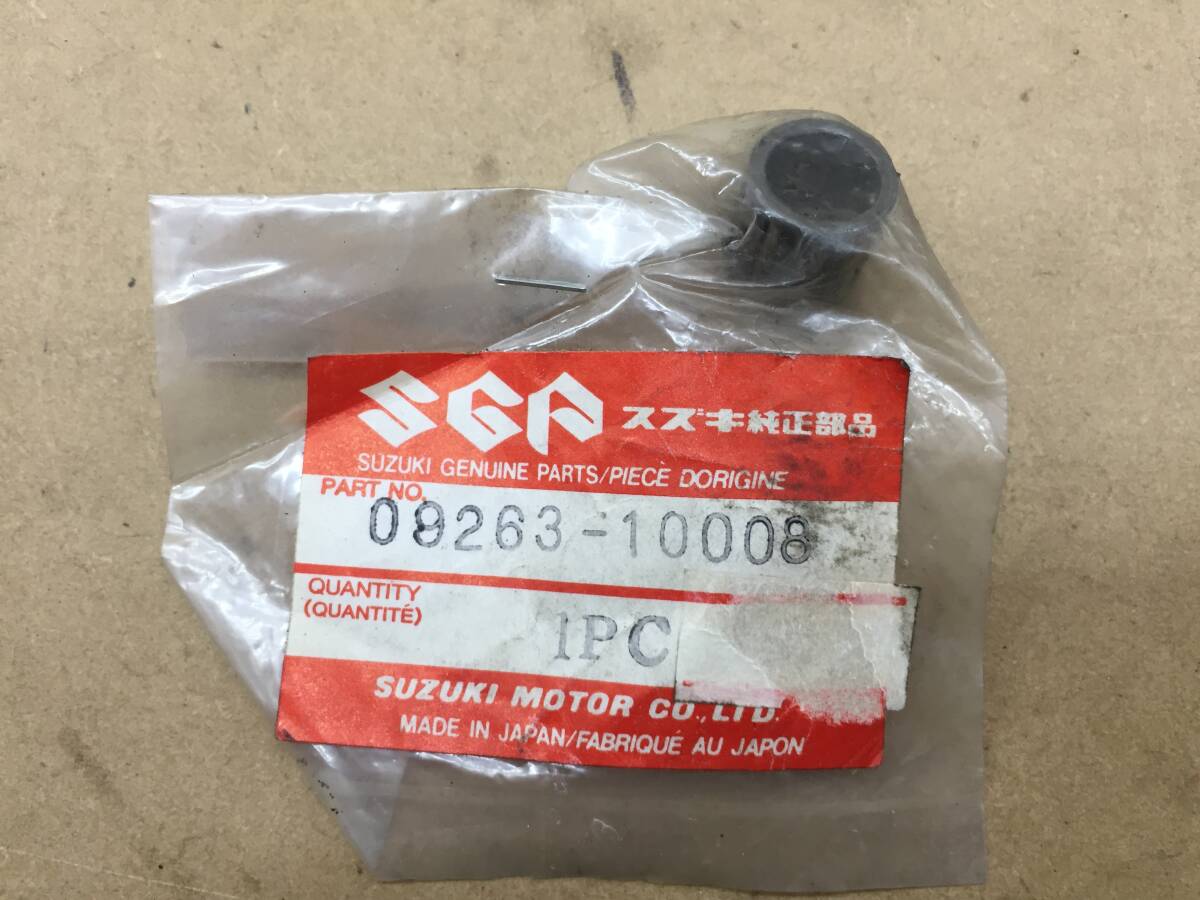 SGP スズキ純正部品
SUZUKI GENUINE PARTS/PIECE DORIGINE
PART NO.
09263-10008
QUANTITY
(QUANTITÉ)
1PC
SUZUKI MOTOR CO.,LTD.
MADE IN JAPAN/FABRIQUÉ AU JAPON